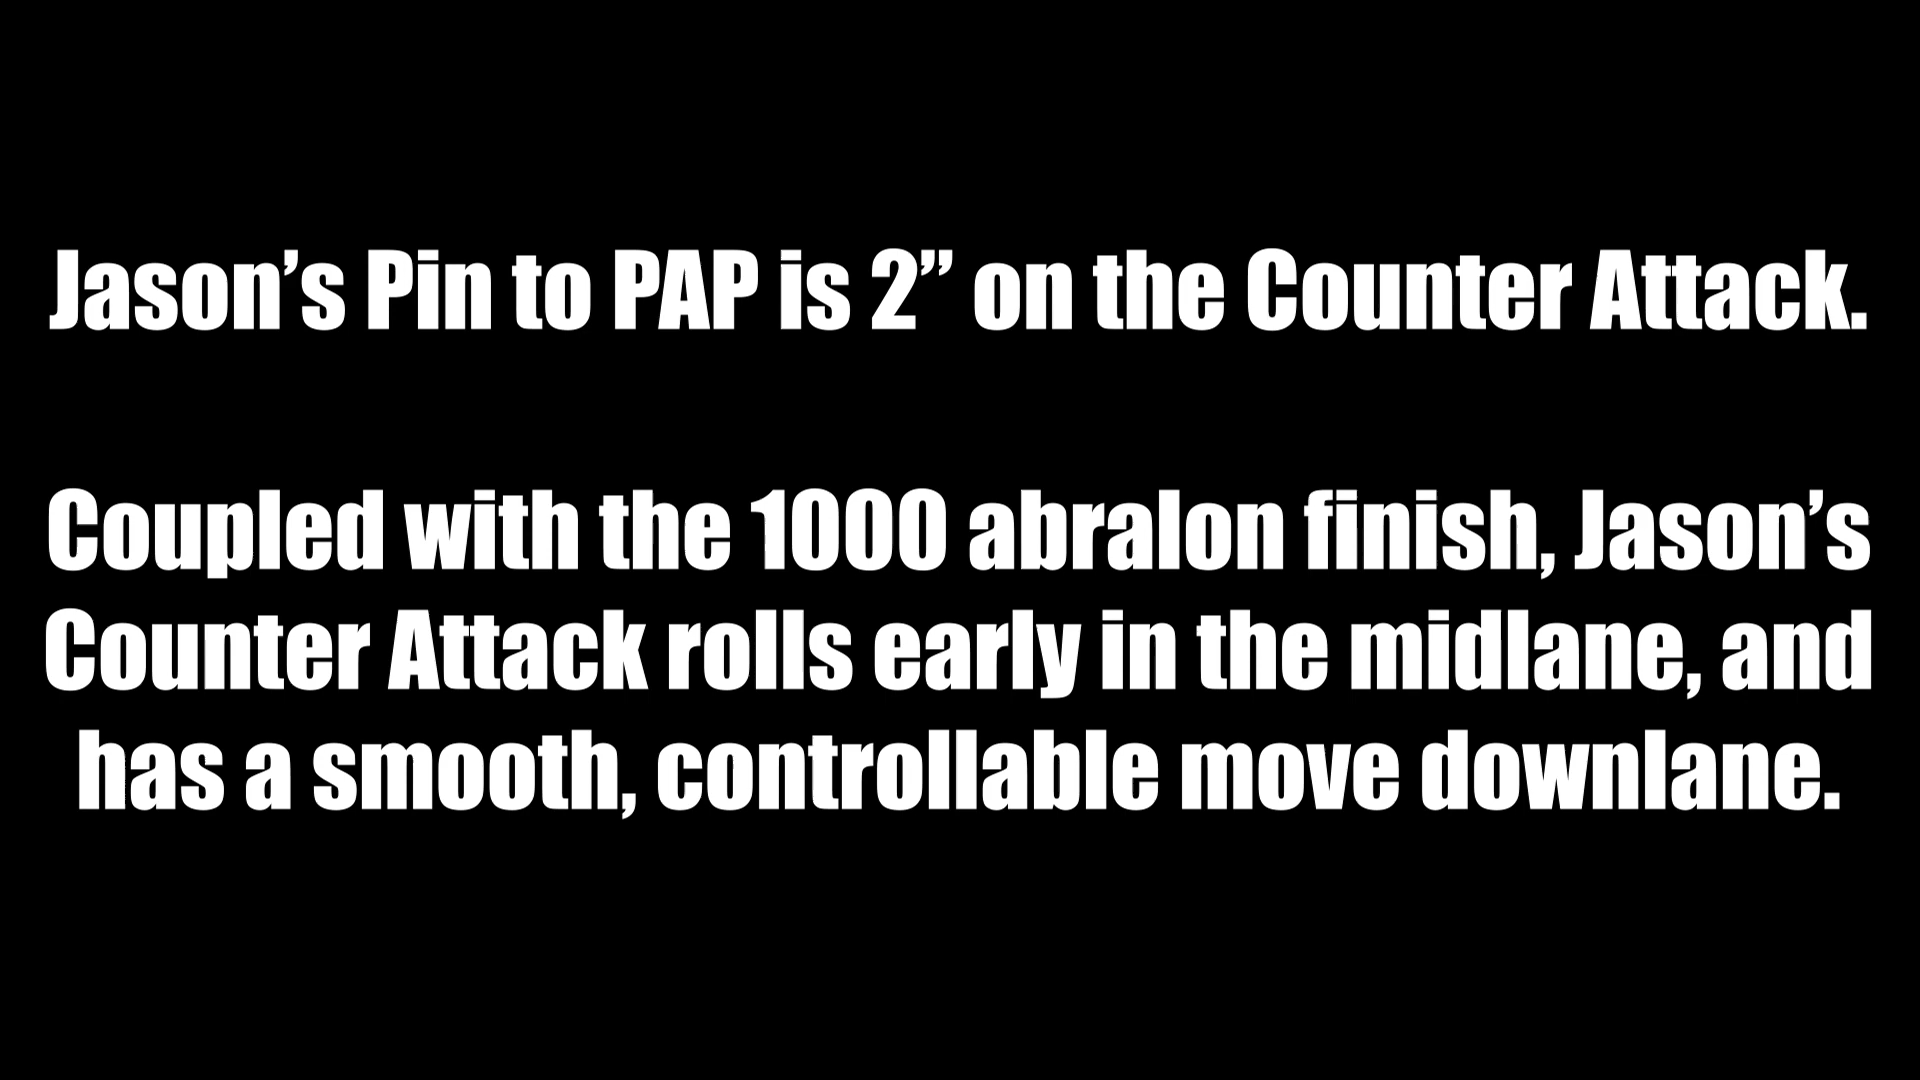 Jason’s Pin to PAP is 2” on the Counter Attack.
Coupled with the 1000 abralon finish, Jason’s
Counter Attack rolls early in the midlane, and
has a smooth, controllable move downlane.